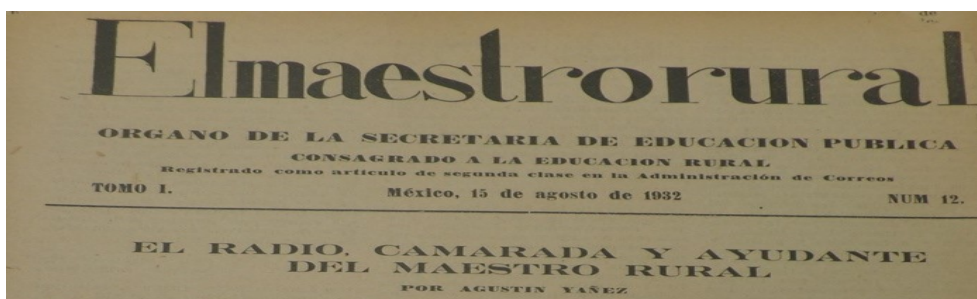 El maestro rural
ORGANO DE LA SECRETARIA DE EDUCACION PUBLICA
CONSAGRADO A LA EDUCACION RURAL
Registrado como artículo de segunda clase en la Administración de Correos
TOMO I. México, 15 de agosto de 1932 NUM 12.
EL RADIO, CAMARADA Y AYUDANTE
DEL MAESTRO RURAL
POR AGUSTIN YAÑEZ